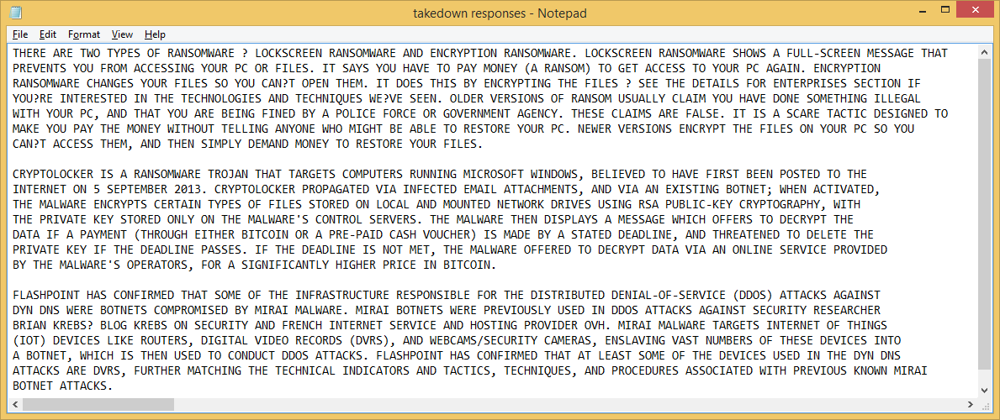 takedown responses - Notepad
File Edit Format View Help
THERE ARE TWO TYPES OF RANSOMWARE ? LOCKSCREEN RANSOMWARE AND ENCRYPTION RANSOMWARE. LOCKSCREEN RANSOMWARE SHOWS A FULL-SCREEN MESSAGE THAT
PREVENTS YOU FROM ACCESSING YOUR PC OR FILES. IT SAYS YOU HAVE TO PAY MONEY (A RANSOM) TO GET ACCESS TO YOUR PC AGAIN. ENCRYPTION
RANSOMWARE CHANGES YOUR FILES SO YOU CAN?T OPEN THEM. IT DOES THIS BY ENCRYPTING THE FILES ? SEE THE DETAILS FOR ENTERPRISES SECTION IF
YOU?RE INTERESTED IN THE TECHNOLOGIES AND TECHNIQUES WE?VE SEEN. OLDER VERSIONS OF RANSOM USUALLY CLAIM YOU HAVE DONE SOMETHING ILLEGAL
WITH YOUR PC, AND THAT YOU ARE BEING FINED BY A POLICE FORCE OR GOVERNMENT AGENCY. THESE CLAIMS ARE FALSE. IT IS A SCARE TACTIC DESIGNED TO
MAKE YOU PAY THE MONEY WITHOUT TELLING ANYONE WHO MIGHT BE ABLE TO RESTORE YOUR PC. NEWER VERSIONS ENCRYPT THE FILES ON YOUR PC SO YOU
CAN?T ACCESS THEM, AND THEN SIMPLY DEMAND MONEY TO RESTORE YOUR FILES.
CRYPTOLOCKER IS A RANSOMWARE TROJAN THAT TARGETS COMPUTERS RUNNING MICROSOFT WINDOWS, BELIEVED TO HAVE FIRST BEEN POSTED TO THE
INTERNET ON 5 SEPTEMBER 2013. CRYPTOLOCKER PROPAGATED VIA INFECTED EMAIL ATTACHMENTS, AND VIA AN EXISTING BOTNET; WHEN ACTIVATED,
THE MALWARE ENCRYPTS CERTAIN TYPES OF FILES STORED ON LOCAL AND MOUNTED NETWORK DRIVES USING RSA PUBLIC-KEY CRYPTOGRAPHY, WITH
THE PRIVATE KEY STORED ONLY ON THE MALWARE'S CONTROL SERVERS. THE MALWARE THEN DISPLAYS A MESSAGE WHICH OFFERS TO DECRYPT THE
DATA IF A PAYMENT (THROUGH EITHER BITCOIN OR A PRE-PAID CASH VOUCHER) IS MADE BY A STATED DEADLINE, AND THREATENED TO DELETE THE
PRIVATE KEY IF THE DEADLINE PASSES. IF THE DEADLINE IS NOT MET, THE MALWARE OFFERED TO DECRYPT DATA VIA AN ONLINE SERVICE PROVIDED
BY THE MALWARE'S OPERATORS, FOR A SIGNIFICANTLY HIGHER PRICE IN BITCOIN.
FLASHPOINT HAS CONFIRMED THAT SOME OF THE INFRASTRUCTURE RESPONSIBLE FOR THE DISTRIBUTED DENIAL-OF-SERVICE (DDOS) ATTACKS AGAINST
DYN DNS WERE BOTNETS COMPROMISED BY MIRAI MALWARE. MIRAI BOTNETS WERE PREVIOUSLY USED IN DDOS ATTACKS AGAINST SECURITY RESEARCHER
BRIAN KREBS? BLOG KREBS ON SECURITY AND FRENCH INTERNET SERVICE AND HOSTING PROVIDER OVH. MIRAI MALWARE TARGETS INTERNET OF THINGS
(IOT) DEVICES LIKE ROUTERS, DIGITAL VIDEO RECORDS (DVRS), AND WEBCAMS/SECURITY CAMERAS, ENSLAVING VAST NUMBERS OF THESE DEVICES INTO
A BOTNET, WHICH IS THEN USED TO CONDUCT DDOS ATTACKS. FLASHPOINT HAS CONFIRMED THAT AT LEAST SOME OF THE DEVICES USED IN THE DYN DNS
ATTACKS ARE DVRS, FURTHER MATCHING THE TECHNICAL INDICATORS AND TACTICS, TECHNIQUES, AND PROCEDURES ASSOCIATED WITH PREVIOUS KNOWN MIRAI
BOTNET ATTACKS.